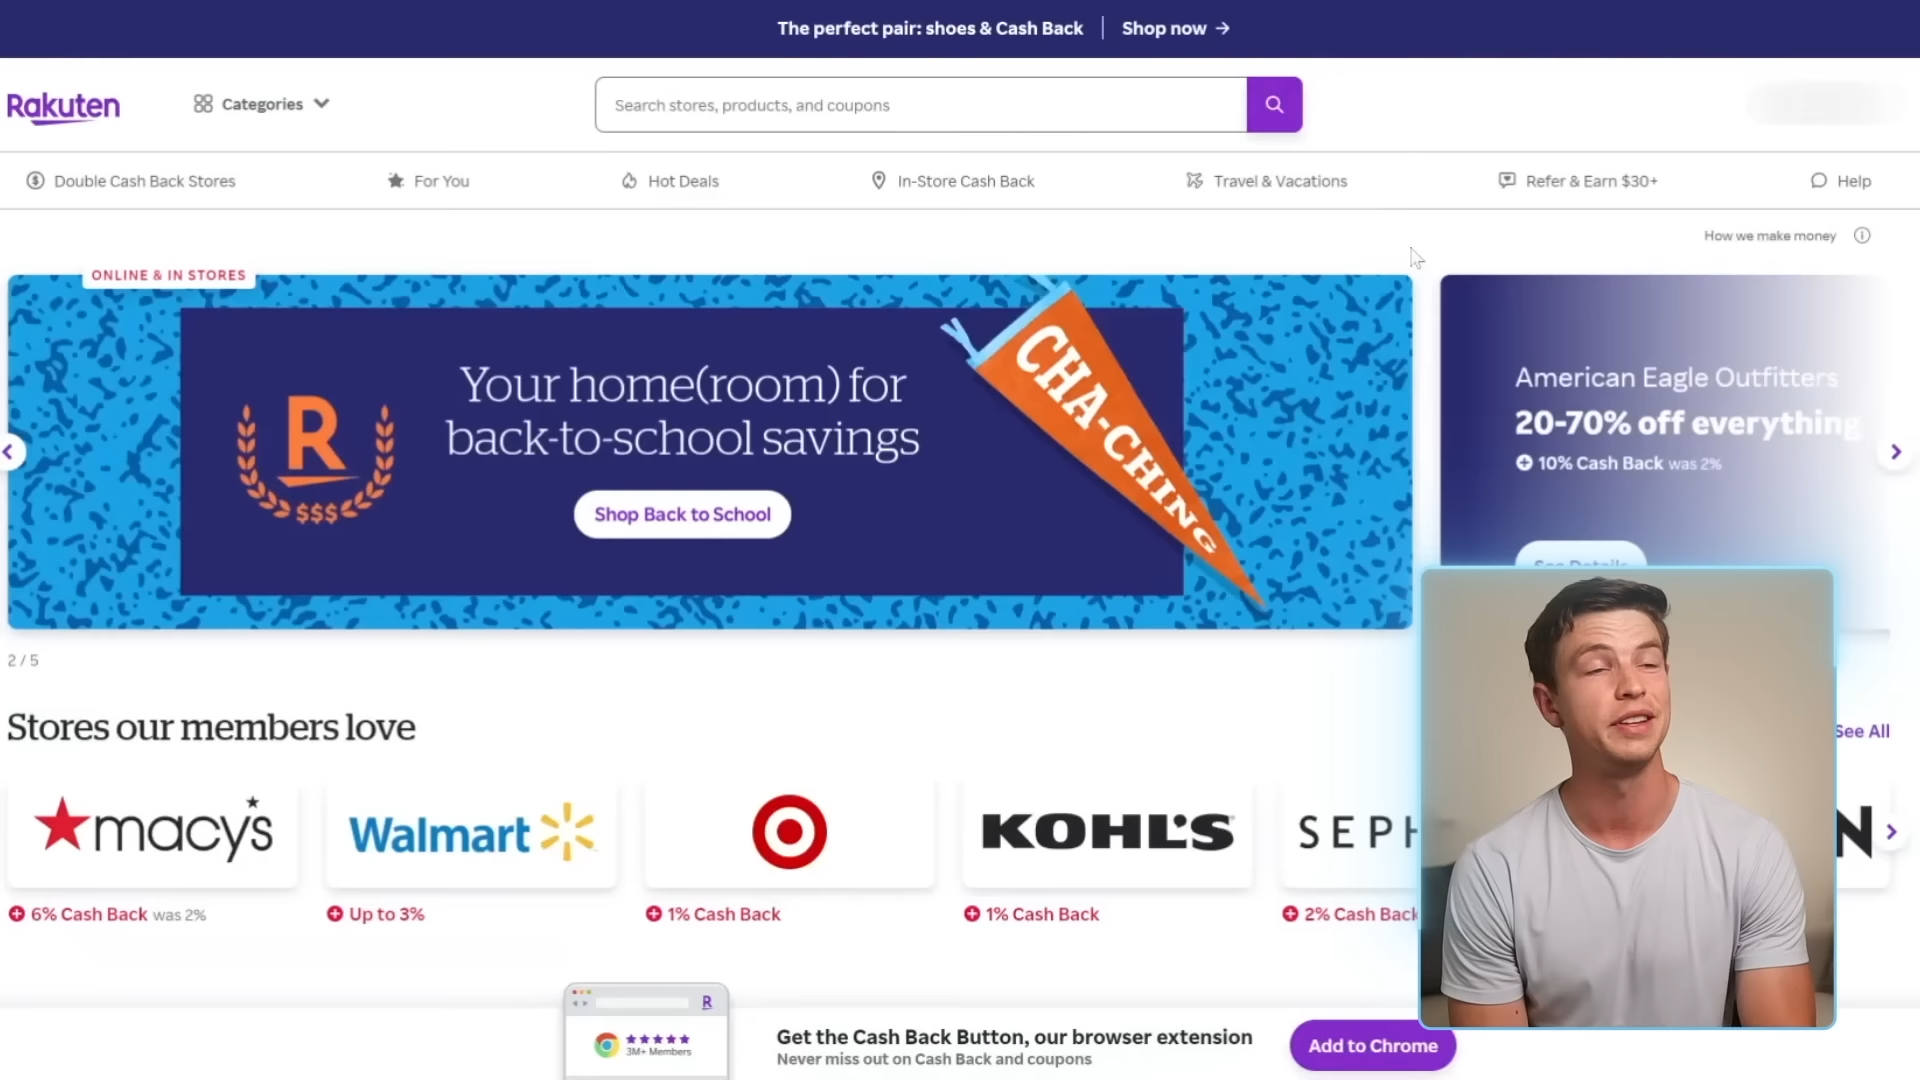 The perfect pair: shoes & Cash Back | Shop now →
Rakuten
Categories
Search stores, products, and coupons
Double Cash Back Stores
For You
Hot Deals
In-Store Cash Back
Travel & Vacations
Refer & Earn $30+
Help
How we make money
ONLINE & IN STORES
R
$$$
Your home(room) for
back-to-school savings
Shop Back to School
CHA-CHING
American Eagle Outfitters
20-70% off everything
10% Cash Back was 2%
See Details
2 / 5
Stores our members love
See All
macy's
Walmart
KOHL'S
SEPH
N
6% Cash Back was 2%
Up to 3%
1% Cash Back
1% Cash Back
2% Cash Back
R
3M+ Members
Get the Cash Back Button, our browser extension
Never miss out on Cash Back and coupons
Add to Chrome